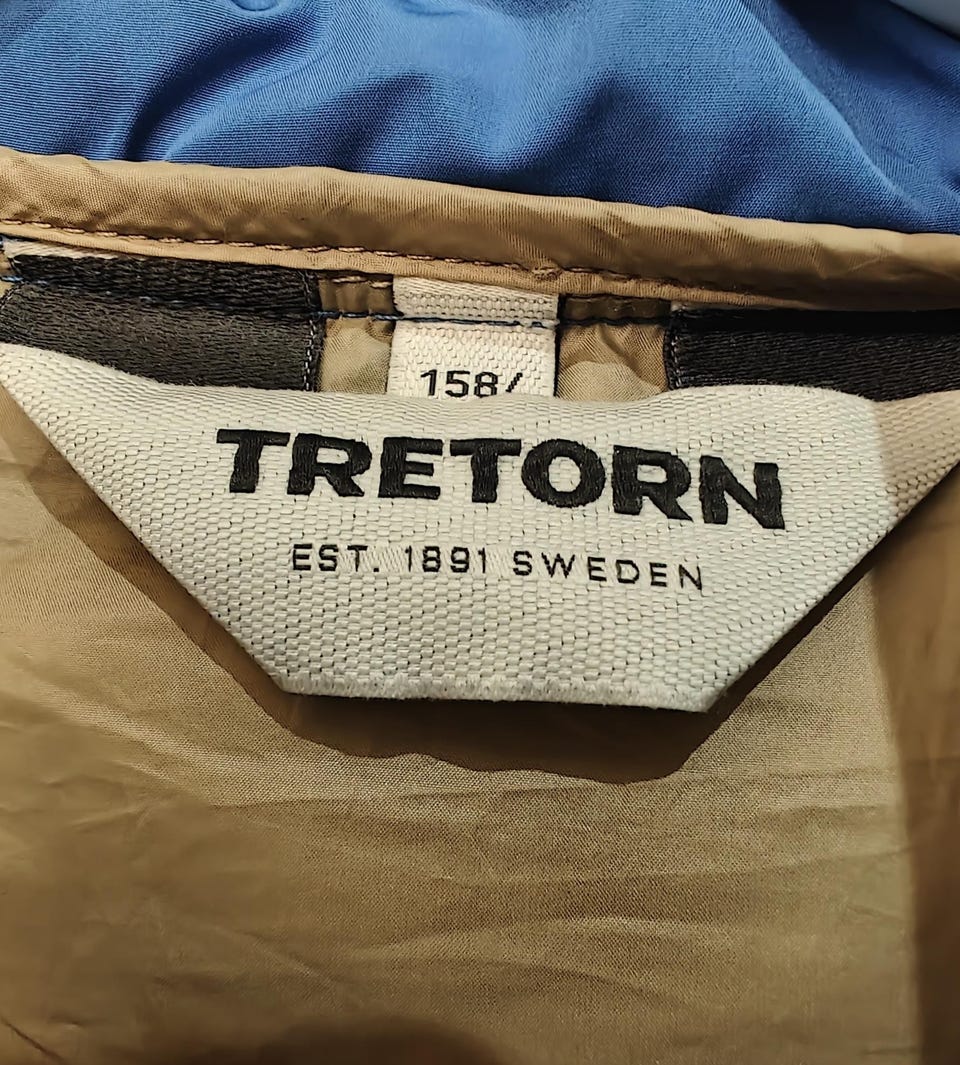 158/
TRETORN
EST. 1891 SWEDEN